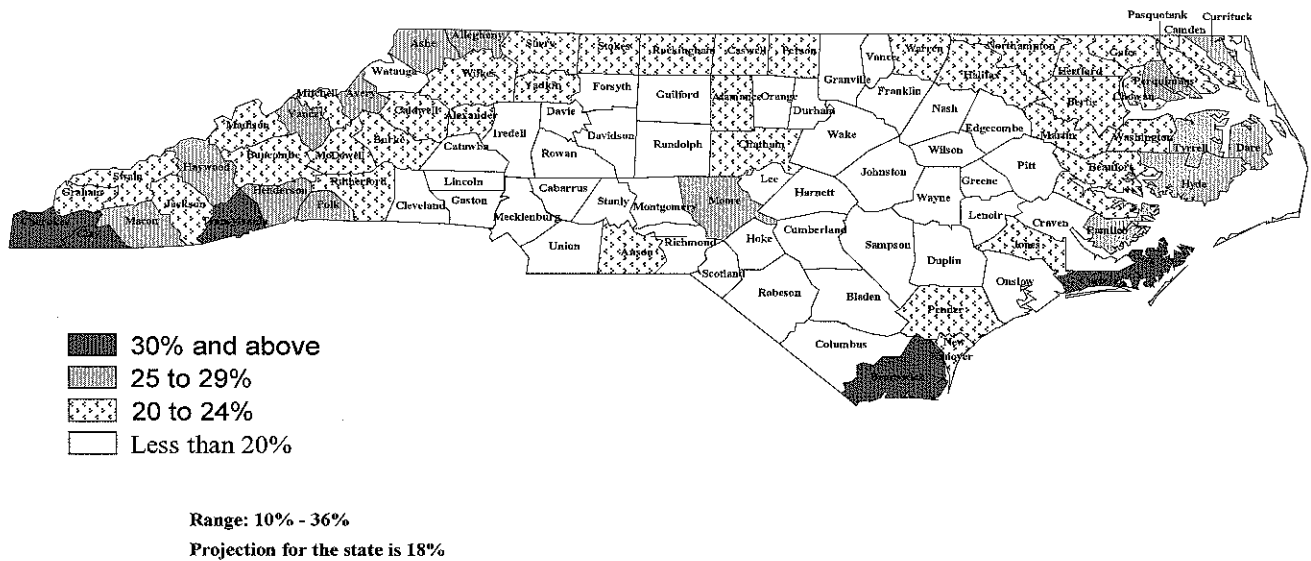 Pasquotank
Currituck
Camden
Ashe
Alleghany
Surry
Stokes
Rockingham
Caswell
Person
Vance
Warren
Northampton
Gates
Hertford
Halifax
Granville
Watauga
Wilkes
Yadkin
Forsyth
Guilford
Alamance
Orange
Durham
Franklin
Nash
Bertie
Chowan
Perquimans
Mitchell
Avery
Yancey
Caldwell
Alexander
Davie
Iredell
Davidson
Randolph
Chatham
Wake
Edgecombe
Martin
Washington
Tyrrell
Dare
Madison
Burke
Catawba
Rowan
Wilson
Pitt
Beaufort
Hyde
Haywood
Buncombe
McDowell
Swain
Graham
Jackson
Henderson
Rutherford
Polk
Cleveland
Lincoln
Gaston
Cabarrus
Mecklenburg
Stanly
Montgomery
Moore
Lee
Harnett
Johnston
Wayne
Greene
Lenoir
Craven
Pamlico
Macon
Union
Anson
Richmond
Hoke
Cumberland
Sampson
Duplin
Jones
Onslow
Scotland
Robeson
Bladen
Pender
Columbus
New
Hanover
30% and above
25 to 29%
20 to 24%
Less than 20%
Range: 10% - 36%
Projection for the state is 18%